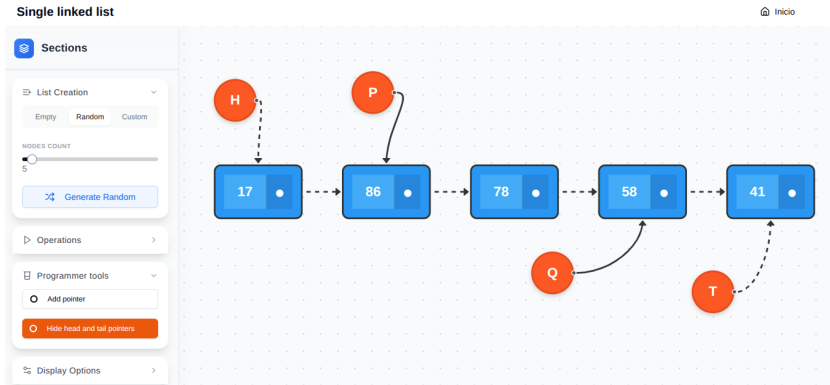 Single linked list
Inicio
Sections
List Creation
Empty Random Custom
NODES COUNT
5
Generate Random
Operations
Programmer tools
Add pointer
Hide head and tail pointers
Display Options
H P
17 86 78 58 41
Q T